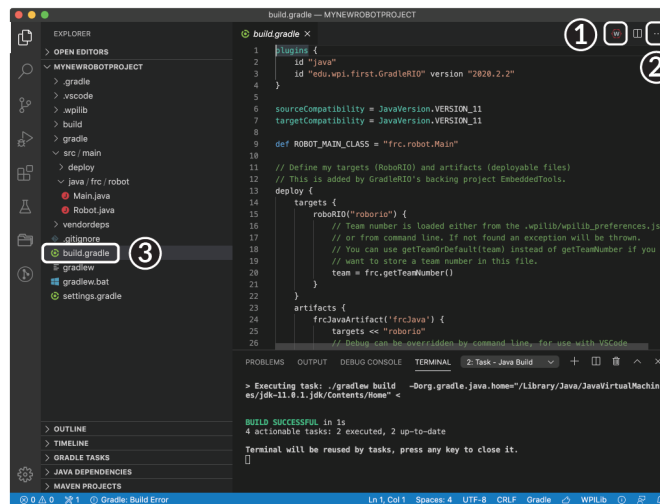 build.gradle — MYNEWROBOTPROJECT
EXPLORER
OPEN EDITORS
MYNEWROBOTPROJECT
.gradle
.vscode
.wpilib
build
gradle
src / main
deploy
java / frc / robot
Main.java
Robot.java
vendordeps
.gitignore
build.gradle
3
gradlew
gradlew.bat
settings.gradle
OUTLINE
TIMELINE
GRADLE TASKS
JAVA DEPENDENCIES
MAVEN PROJECTS
build.gradle
1
W
2
1 plugins {
2 id "java"
3 id "edu.wpi.first.GradleRIO" version "2020.2.2"
4 }
5
6 sourceCompatibility = JavaVersion.VERSION_11
7 targetCompatibility = JavaVersion.VERSION_11
8
9 def ROBOT_MAIN_CLASS = "frc.robot.Main"
10
11 // Define my targets (RoboRIO) and artifacts (deployable files)
12 // This is added by GradleRIO's backing project EmbeddedTools.
13 deploy {
14 targets {
15 roboRIO("roborio") {
16 // Team number is loaded either from the .wpilib/wpilib_preferences.js
17 // or from command line. If not found an exception will be thrown.
18 // You can use getTeamOrDefault(team) instead of getTeamNumber if you
19 // want to store a team number in this file.
20 team = frc.getTeamNumber()
21 }
22 }
23 artifacts {
24 frcJavaArtifact('frcJava') {
25 targets << "roborio"
26 // Debug can be overridden by command line, for use with VSCode
PROBLEMS OUTPUT DEBUG CONSOLE TERMINAL 2: Task - Java Build
> Executing task: ./gradlew build -Dorg.gradle.java.home="/Library/Java/JavaVirtualMachin
es/jdk-11.0.1.jdk/Contents/Home" <
BUILD SUCCESSFUL in 1s
4 actionable tasks: 2 executed, 2 up-to-date
Terminal will be reused by tasks, press any key to close it.
0 0 1 Gradle: Build Error Ln 1, Col 1 Spaces: 4 UTF-8 CRLF Gradle WPILib